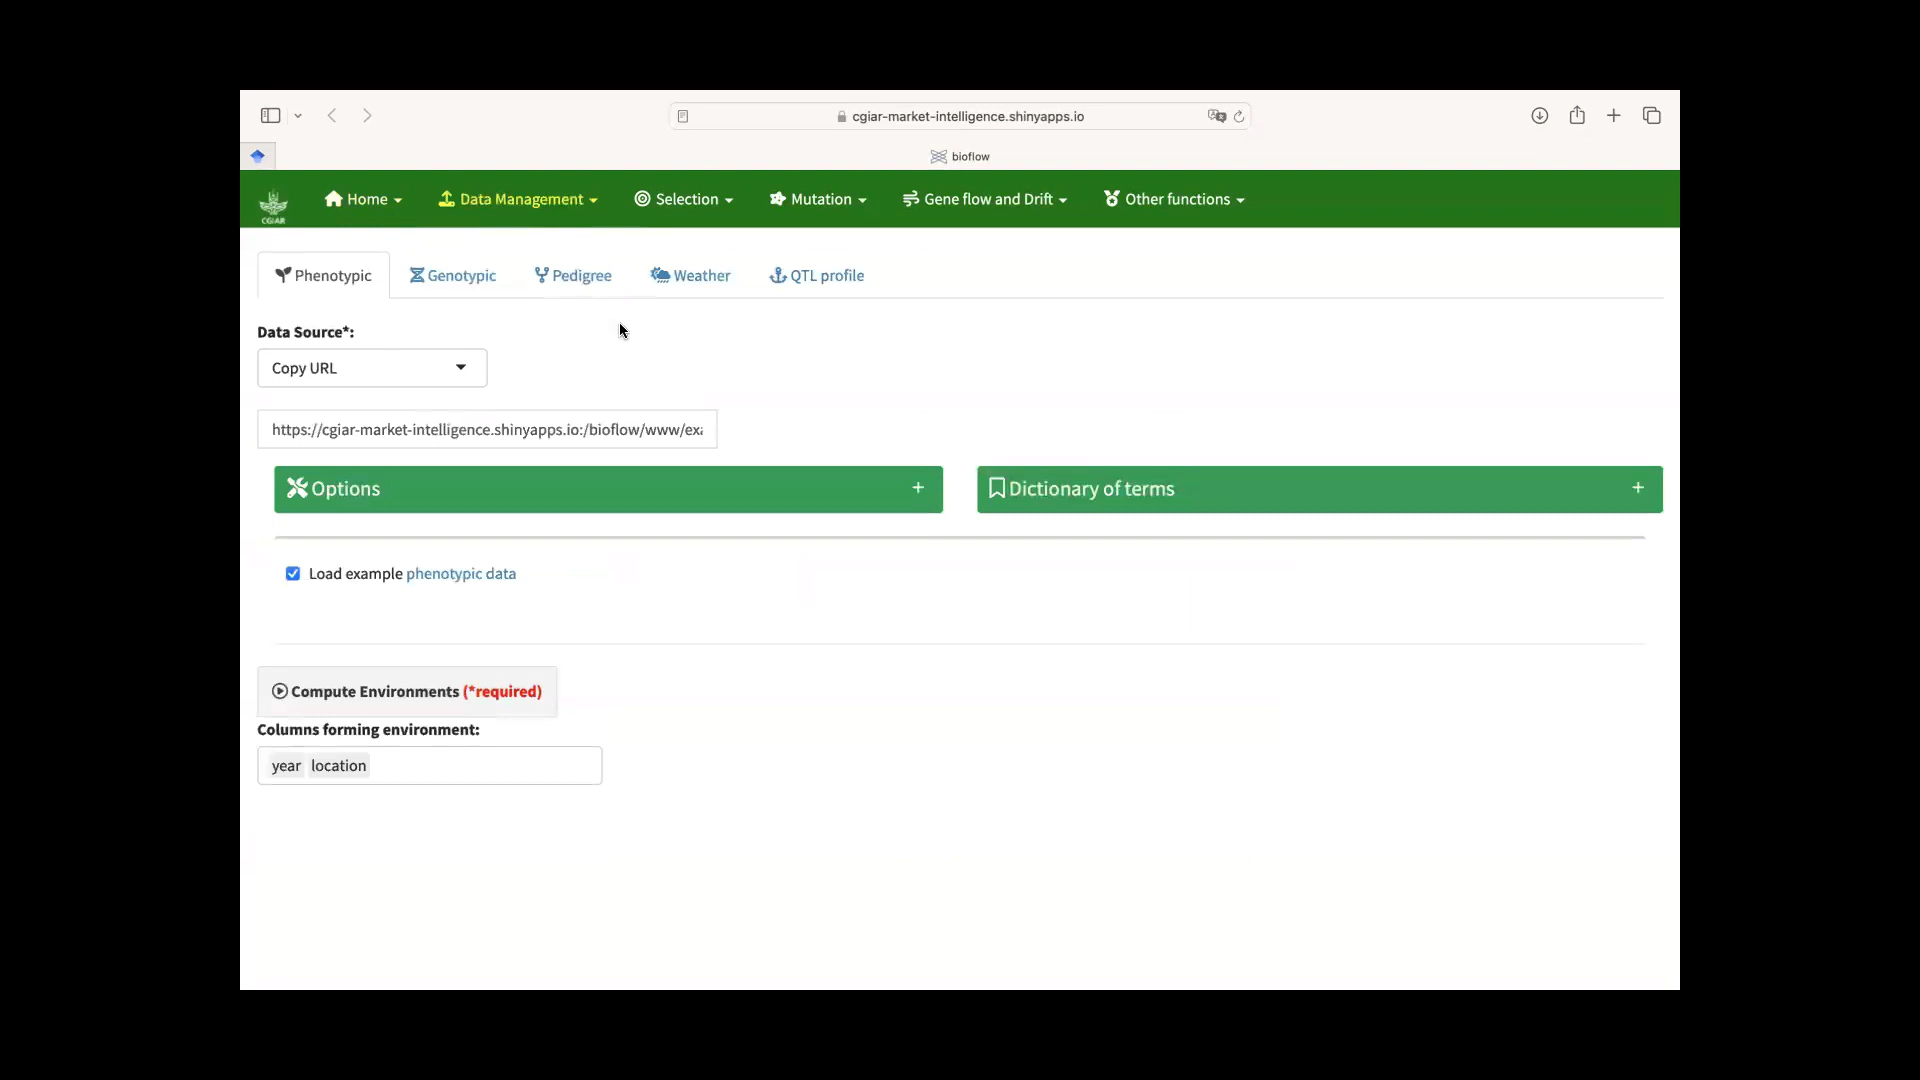 cgiar-market-intelligence.shinyapps.io
bioflow
CGIAR
Home
Data Management
Selection
Mutation
Gene flow and Drift
Other functions
Phenotypic
Genotypic
Pedigree
Weather
QTL profile
Data Source*:
Copy URL
https://cgiar-market-intelligence.shinyapps.io:/bioflow/www/exa
Options +
Dictionary of terms +
Load example phenotypic data
Compute Environments (*required)
Columns forming environment:
year location